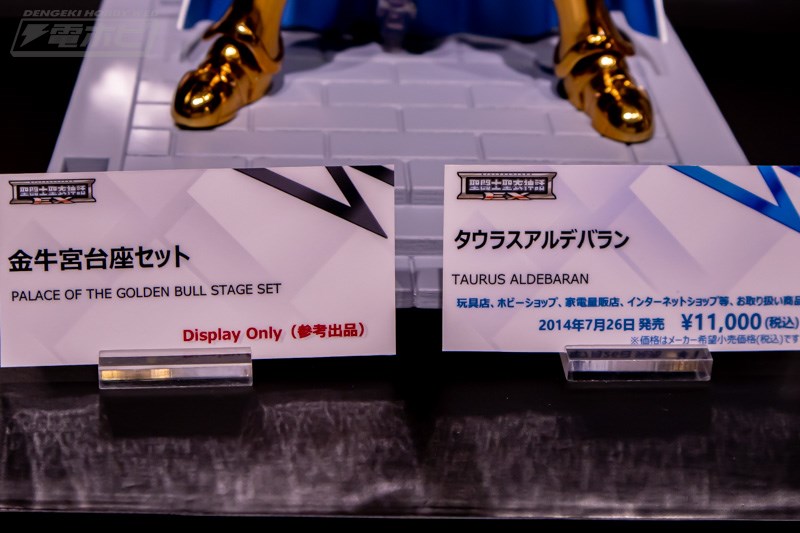 DENGEKI HOBBY WEB
電ホビ
聖闘士聖衣神話
EX
金牛宮台座セット
PALACE OF THE GOLDEN BULL STAGE SET
Display Only（参考出品）
聖闘士聖衣神話
EX
タウラスアルデバラン
TAURUS ALDEBARAN
玩具店、ホビーショップ、家電量販店、インターネットショップ等、お取り扱い商品
2014年7月26日 発売 ¥11,000(税込)
※価格はメーカー希望小売価格(税込)です